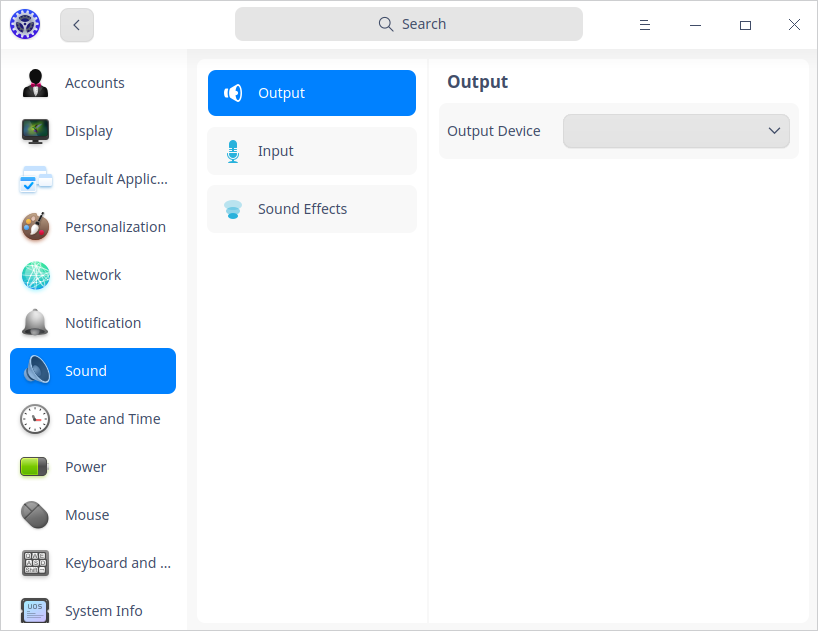 Search
Accounts
Display
Default Applic...
Personalization
Network
Notification
Sound
Date and Time
Power
Mouse
Keyboard and ...
UOS
System Info
Output
Input
Sound Effects
Output
Output Device